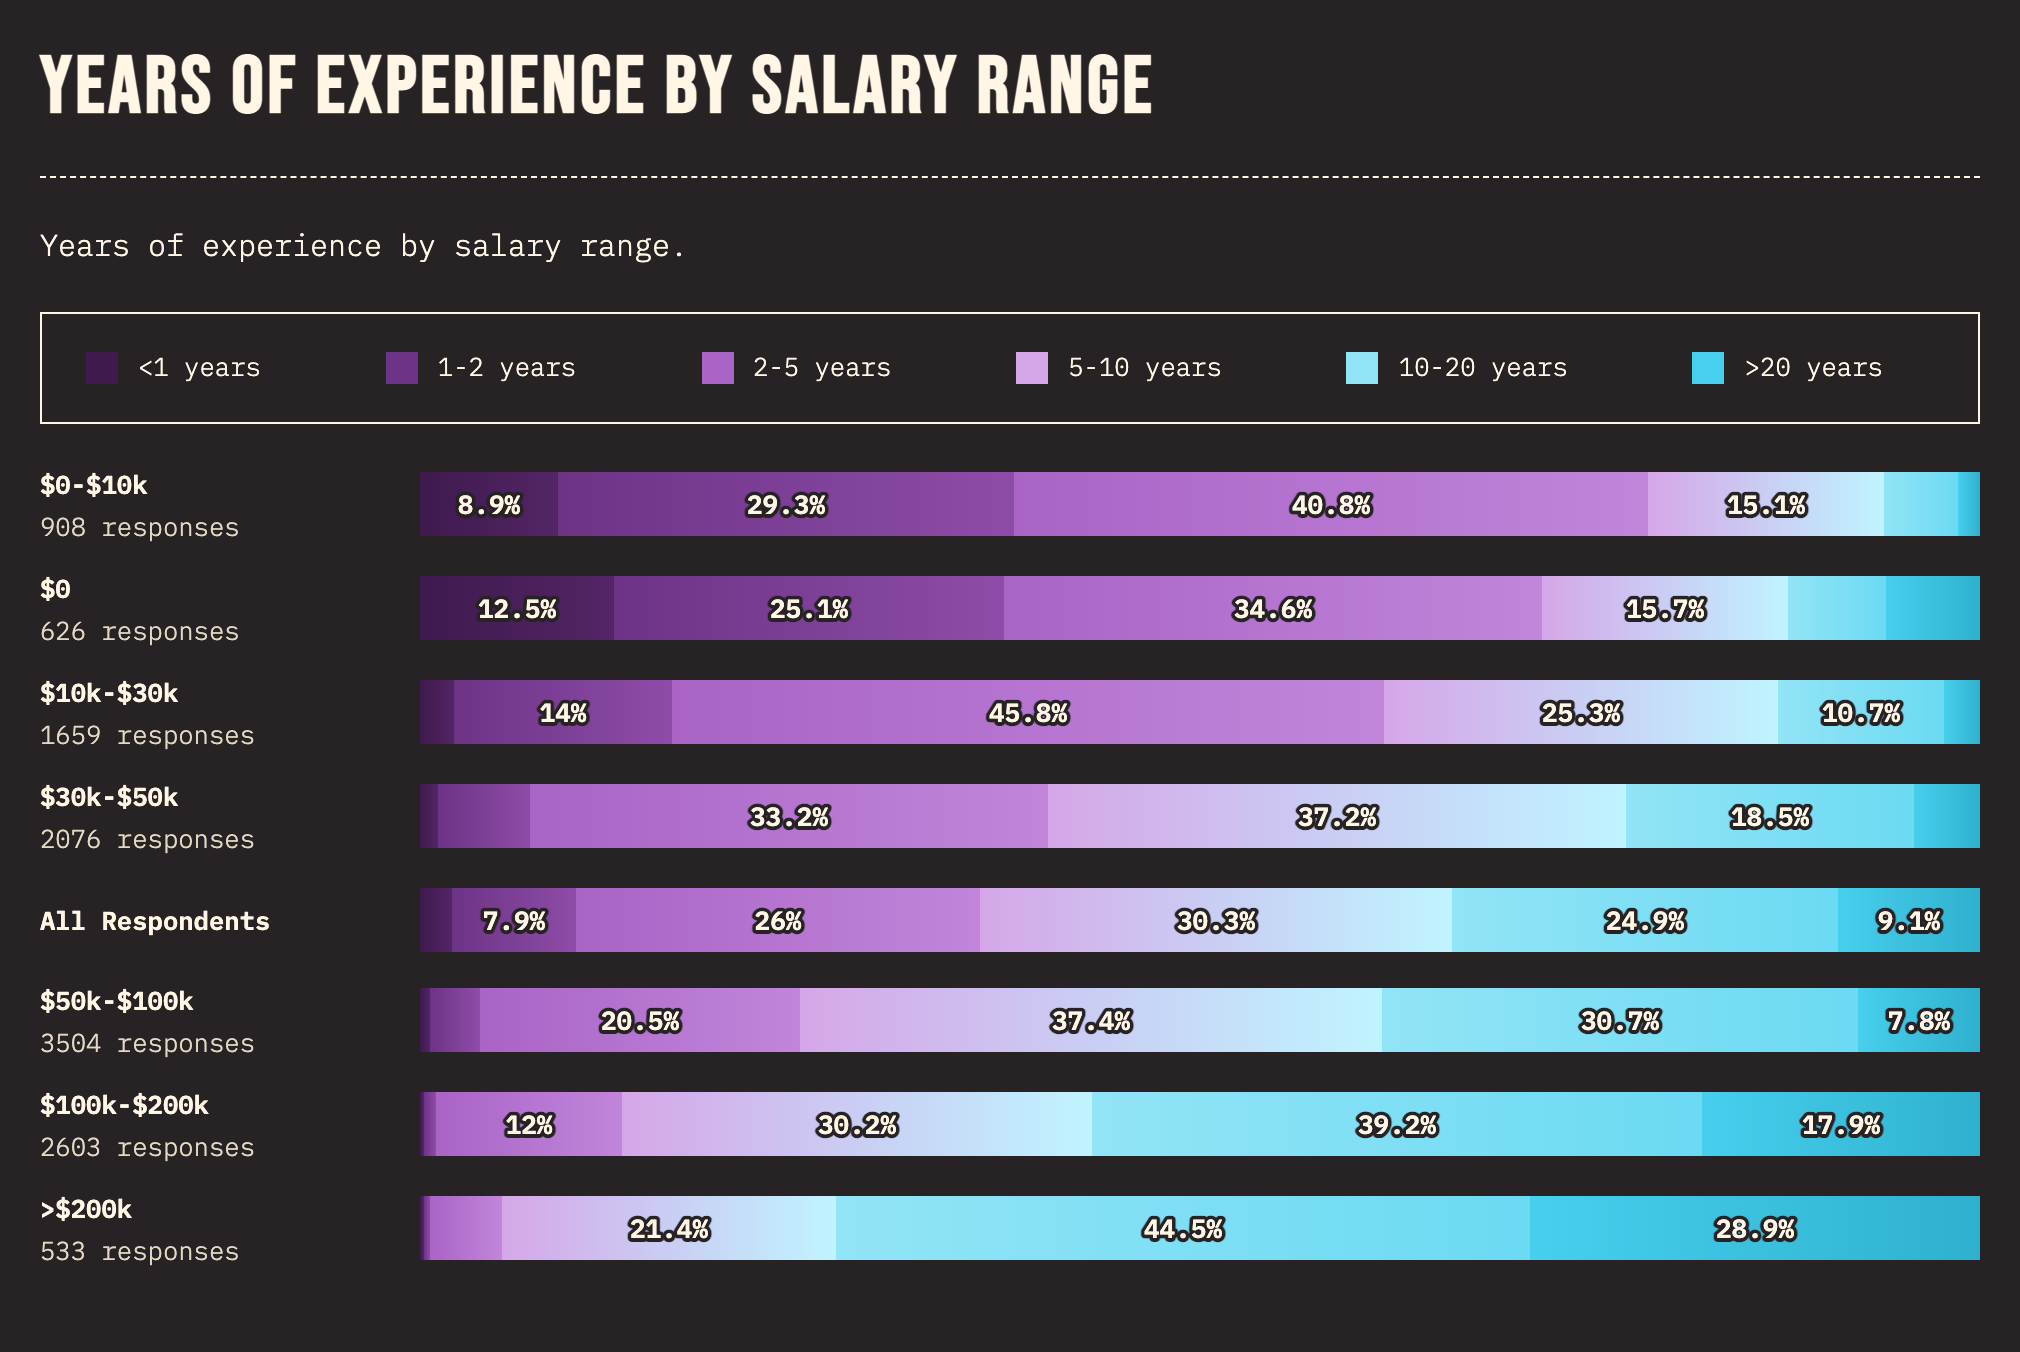 YEARS OF EXPERIENCE BY SALARY RANGE
Years of experience by salary range.
<1 years 1-2 years 2-5 years 5-10 years 10-20 years >20 years
$0-$10k
908 responses
8.9% 29.3% 40.8% 15.1%
$0
626 responses
12.5% 25.1% 34.6% 15.7%
$10k-$30k
1659 responses
14% 45.8% 25.3% 10.7%
$30k-$50k
2076 responses
33.2% 37.2% 18.5%
All Respondents
7.9% 26% 30.3% 24.9% 9.1%
$50k-$100k
3504 responses
20.5% 37.4% 30.7% 7.8%
$100k-$200k
2603 responses
12% 30.2% 39.2% 17.9%
>$200k
533 responses
21.4% 44.5% 28.9%